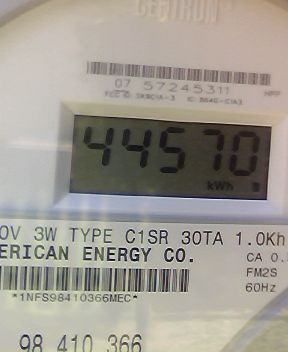 CENTRON
07 57245311
44570
kWh
0V 3W TYPE C1SR 30TA 1.0Kh
ERICAN ENERGY CO.
CA 0.
FM2S
*1NFS98410366MEC*
60Hz
98 410 366